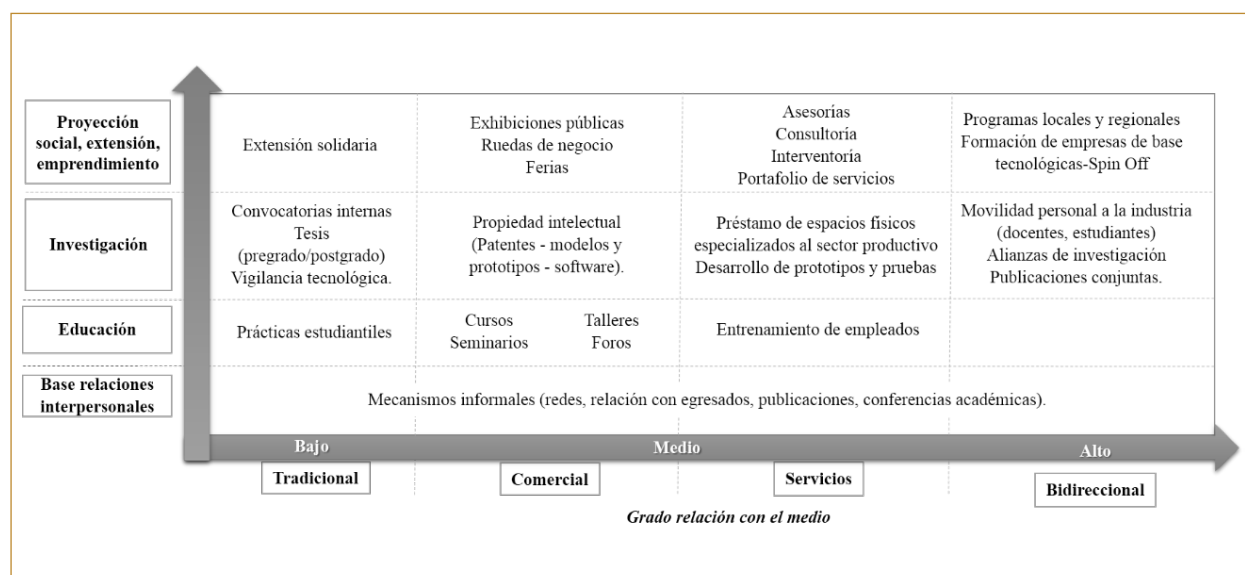 Proyección
social, extensión,
emprendimiento
Extensión solidaria
Exhibiciones públicas
Ruedas de negocio
Ferias
Asesorías
Consultoría
Interventoría
Portafolio de servicios
Programas locales y regionales
Formación de empresas de base
tecnológicas-Spin Off
Investigación
Convocatorias internas
Tesis
(pregrado/postgrado)
Vigilancia tecnológica.
Propiedad intelectual
(Patentes - modelos y
prototipos - software).
Préstamo de espacios físicos
especializados al sector productivo
Desarrollo de prototipos y pruebas
Movilidad personal a la industria
(docentes, estudiantes)
Alianzas de investigación
Publicaciones conjuntas.
Educación
Prácticas estudiantiles
Cursos
Seminarios
Talleres
Foros
Entrenamiento de empleados
Base relaciones
interpersonales
Mecanismos informales (redes, relación con egresados, publicaciones, conferencias académicas).
Bajo
Medio
Alto
Tradicional
Comercial
Servicios
Bidireccional
Grado relación con el medio